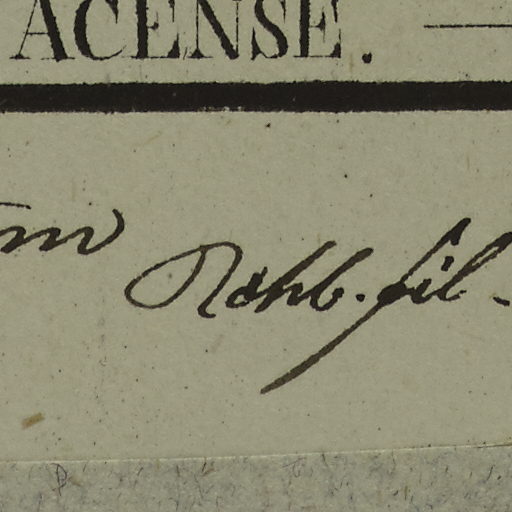 ACENSE. —
m Rchb. fil.